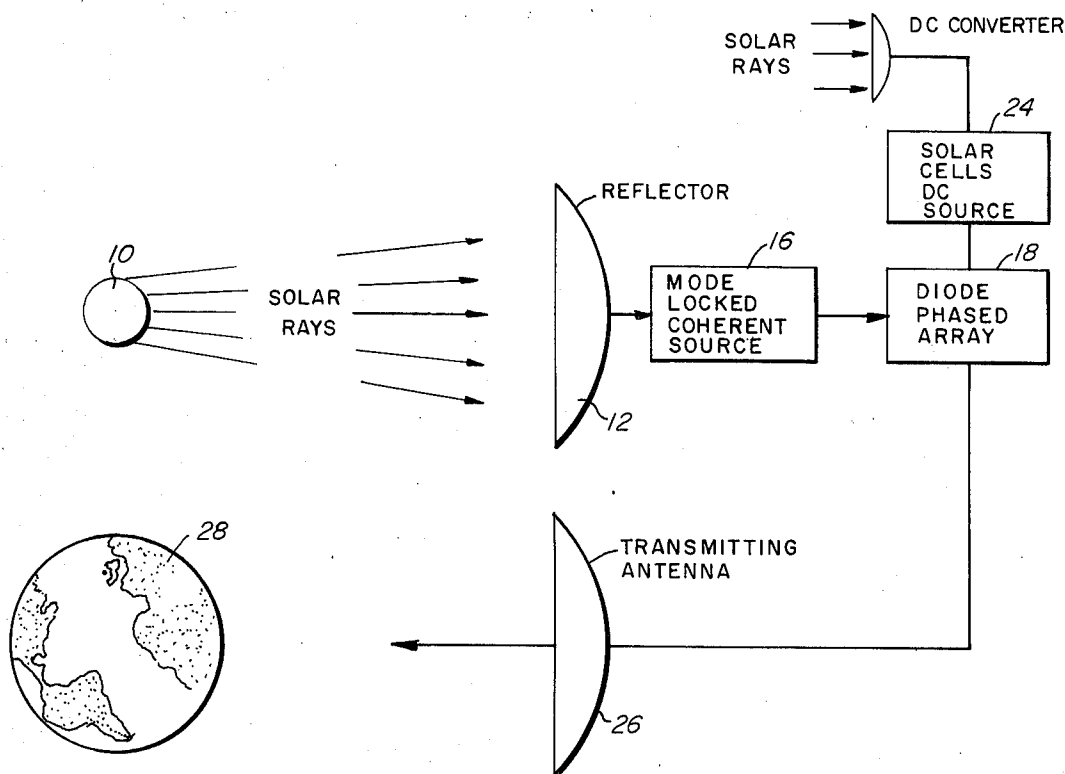 SOLAR
RAYS
DC CONVERTER
24
SOLAR
CELLS
DC
SOURCE
10
SOLAR
RAYS
REFLECTOR
12
16
MODE
LOCKED
COHERENT
SOURCE
18
DIODE
PHASED
ARRAY
28
TRANSMITTING
ANTENNA
26